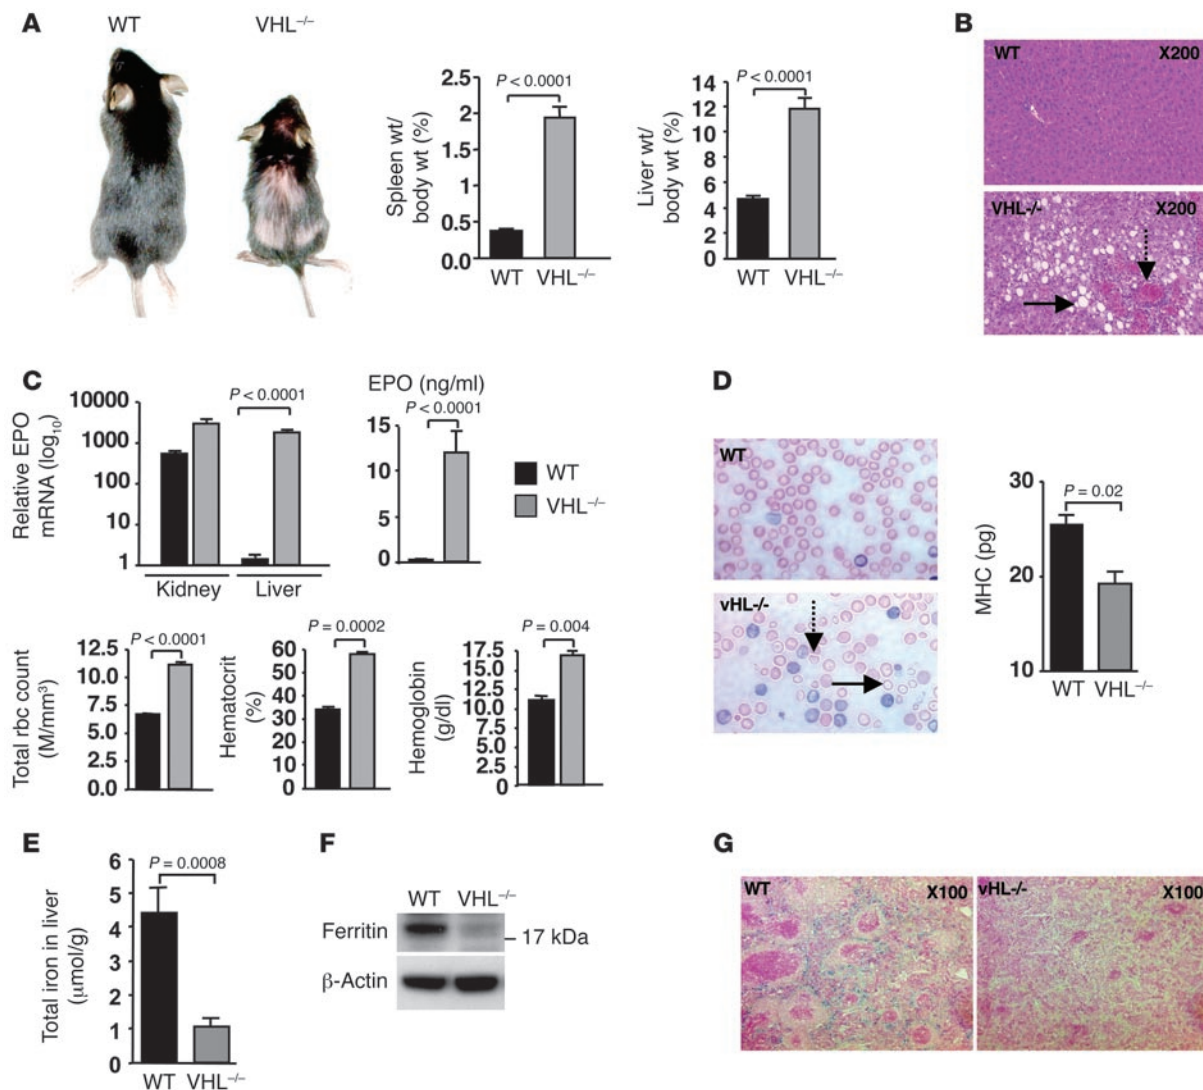 A
WT
VHL–/–
Spleen wt/
body wt (%)
P < 0.0001
2.5
2
1.5
1
0.5
0.0
WT
VHL–/–
Liver wt/
body wt (%)
P < 0.0001
14
12
10
8
6
4
2
0
WT
VHL–/–
B
WT
X200
VHL-/-
X200
C
Relative EPO
mRNA (log10)
10000
1000
100
10
1
P < 0.0001
Kidney
Liver
EPO (ng/ml)
P < 0.0001
15
10
5
0
WT
VHL–/–
Total rbc count
(M/mm3)
P < 0.0001
12.5
10.0
7.5
5.0
2.5
0.0
Hematocrit
(%)
P = 0.0002
60
50
40
30
20
10
0
Hemoglobin
(g/dl)
P = 0.004
17.5
15.0
12.5
10.0
7.5
5.0
2.5
0
D
WT
vHL-/-
MHC (pg)
P = 0.02
30
20
10
WT
VHL–/–
E
Total iron in liver
(μmol/g)
P = 0.0008
6
5
4
3
2
1
0
WT
VHL–/–
F
WT
VHL–/–
Ferritin
17 kDa
β-Actin
G
WT
X100
vHL-/-
X100